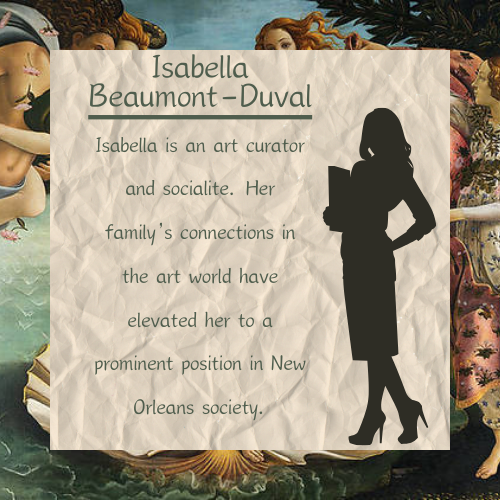 Isabella
Beaumont-Duval
Isabella is an art curator
and socialite. Her
family's connections in
the art world have
elevated her to a
prominent position in New
Orleans society.